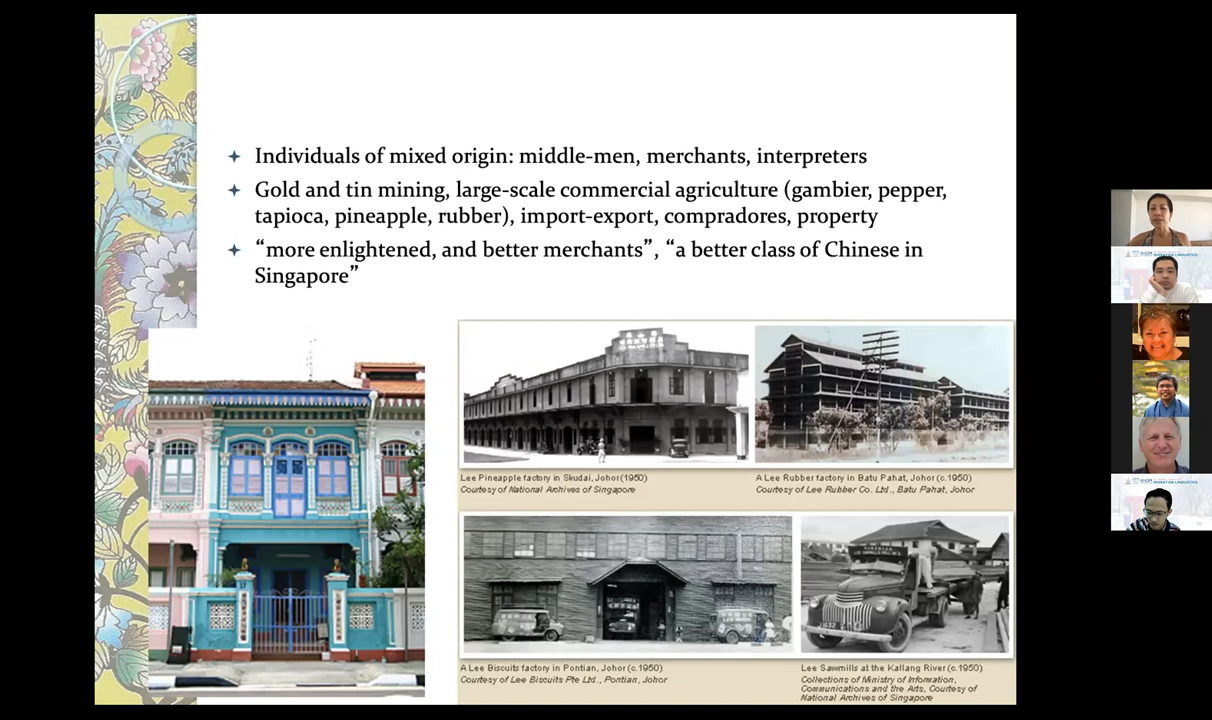 Individuals of mixed origin: middle-men, merchants, interpreters
Gold and tin mining, large-scale commercial agriculture (gambier, pepper,
tapioca, pineapple, rubber), import-export, compradores, property
“more enlightened, and better merchants”, “a better class of Chinese in
Singapore”
Lee Pineapple factory in Skudai, Johor(1950)
Courtesy of National Archives of Singapore
A Lee Rubber factory in Batu Pahat, Johor (c.1950)
Courtesy of Lee Rubber Co. Ltd., Batu Pahat, Johor
A Lee Biscuits factory in Pontian, Johor (c.1950)
Courtesy of Lee Biscuits Pte Ltd., Pontian, Johor
Lee Sawmills at the Kallang River (c.1950)
Collections of Ministry of Infomation,
Communications and the Arts, Courtesy of
National Archives of Singapore
MIGRATION LINGUISTICS
MIGRATION LINGUISTICS